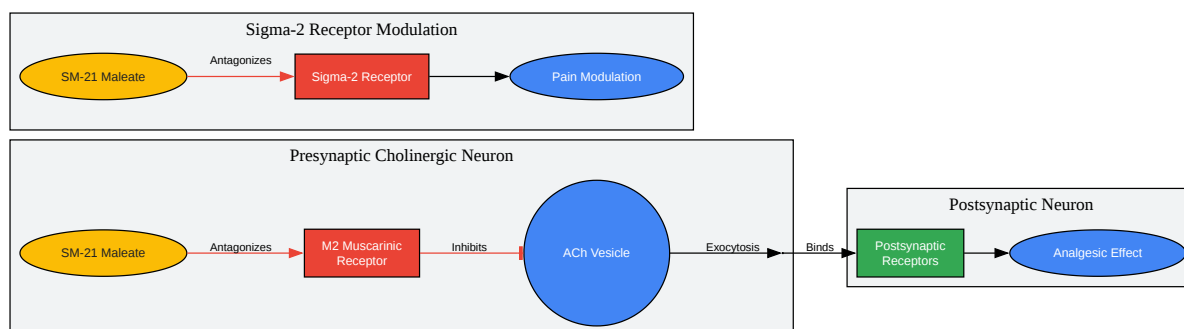 Sigma-2 Receptor Modulation
SM-21 Maleate
Antagonizes
Sigma-2 Receptor
Pain Modulation
Presynaptic Cholinergic Neuron
SM-21 Maleate
Antagonizes
M2 Muscarinic
Receptor
Inhibits
ACh Vesicle
Exocytosis
Binds
Postsynaptic Neuron
Postsynaptic
Receptors
Analgesic Effect